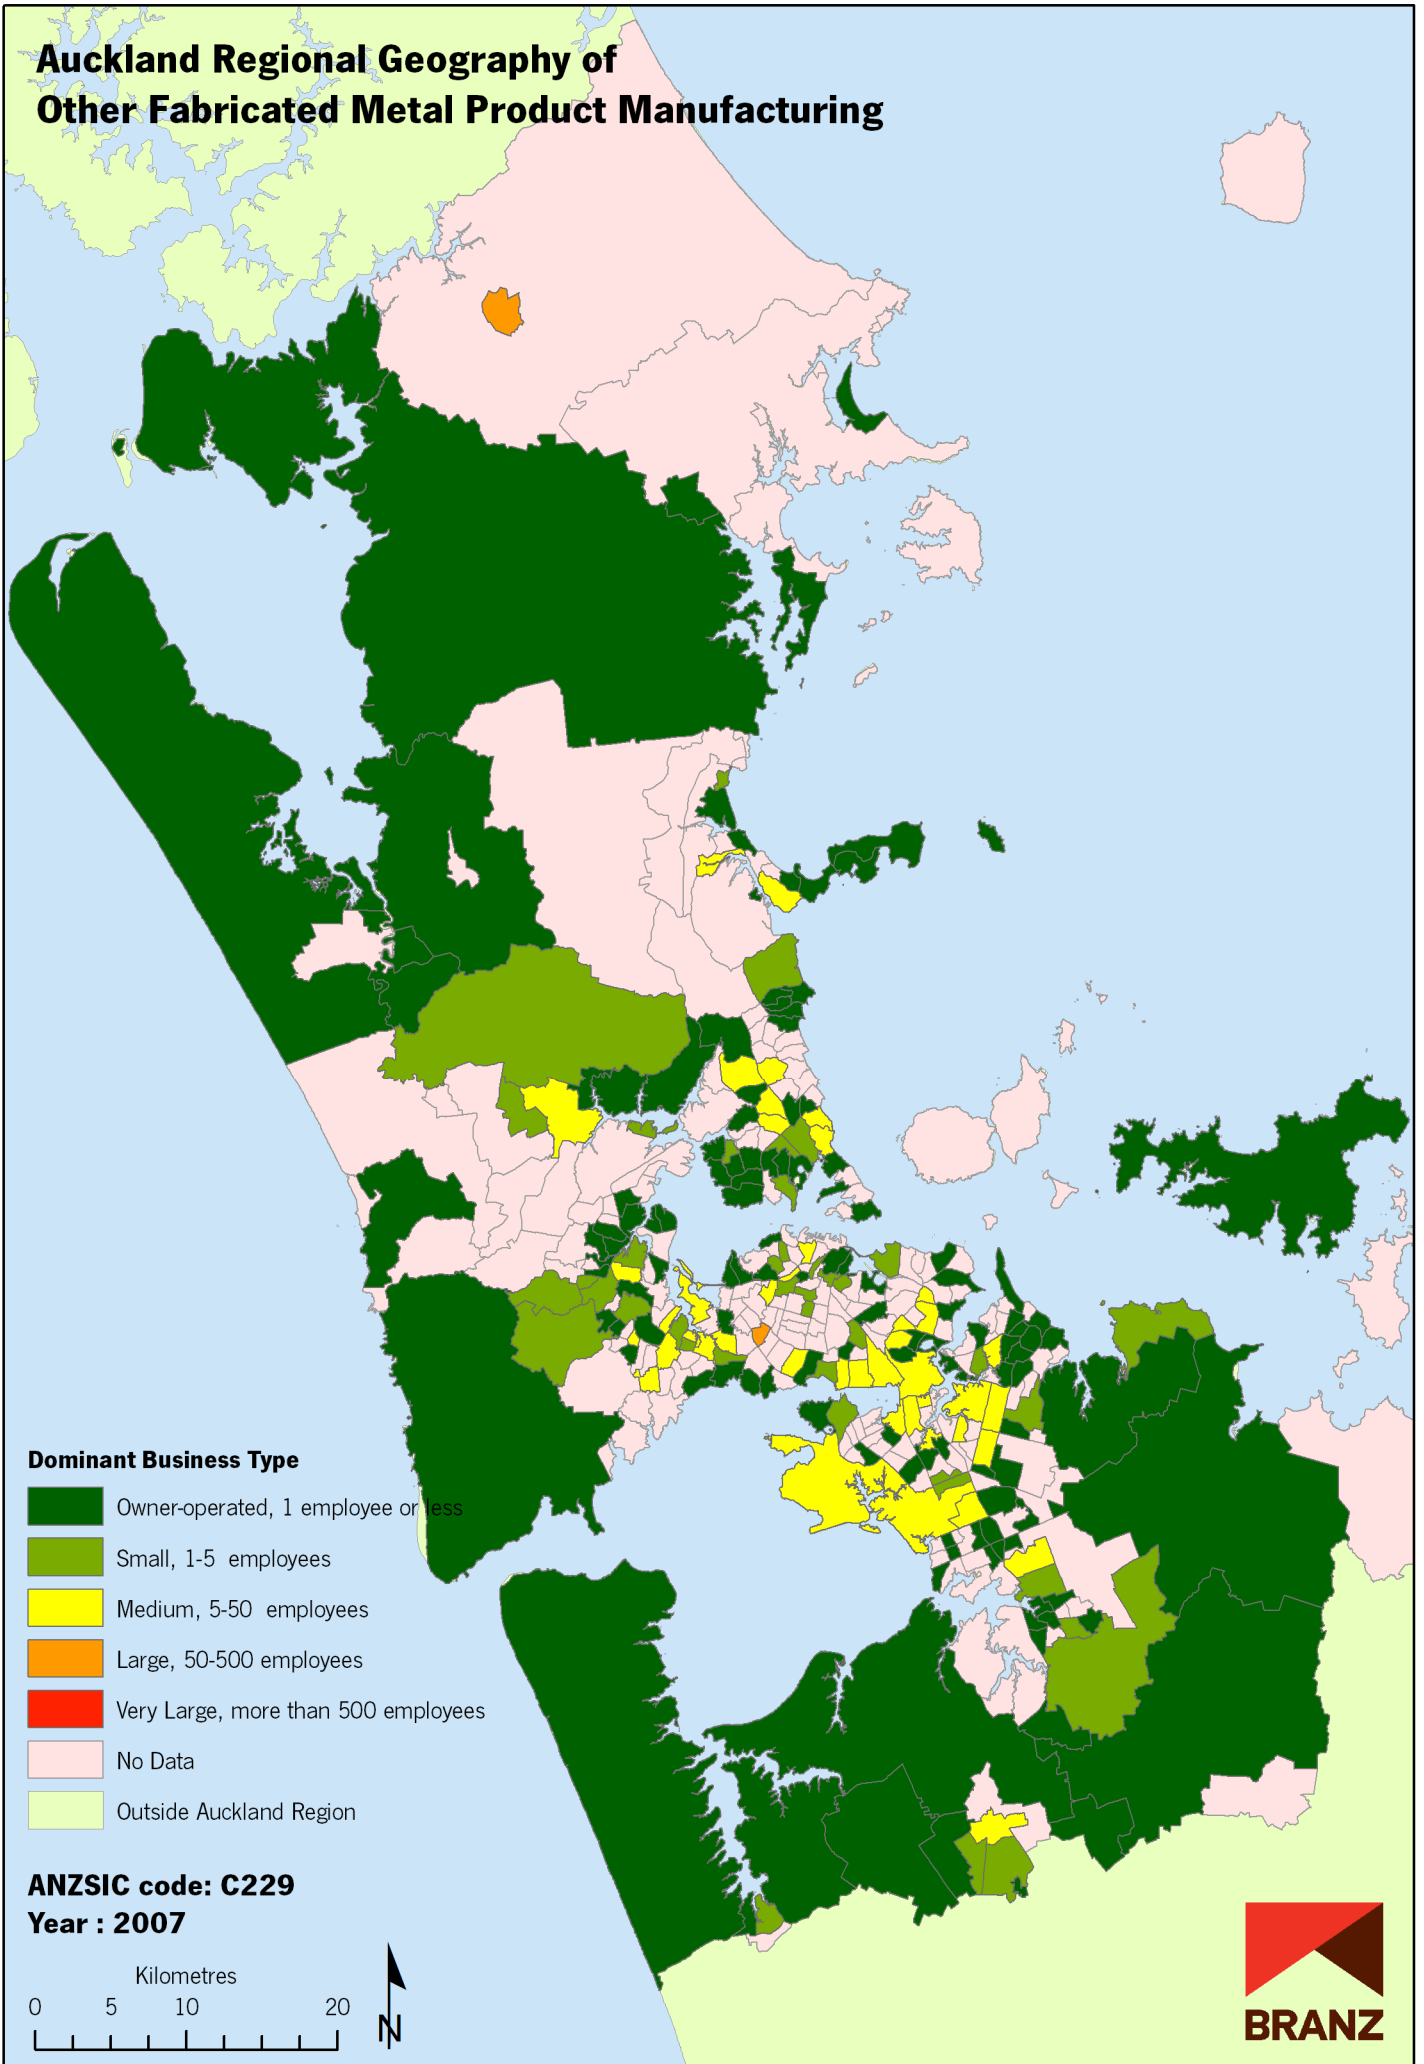 Auckland Regional Geography of
Other Fabricated Metal Product Manufacturing
Dominant Business Type
Owner-operated, 1 employee or less
Small, 1-5 employees
Medium, 5-50 employees
Large, 50-500 employees
Very Large, more than 500 employees
No Data
Outside Auckland Region
ANZSIC code: C229
Year : 2007
Kilometres
0 5 10 20
N
BRANZ